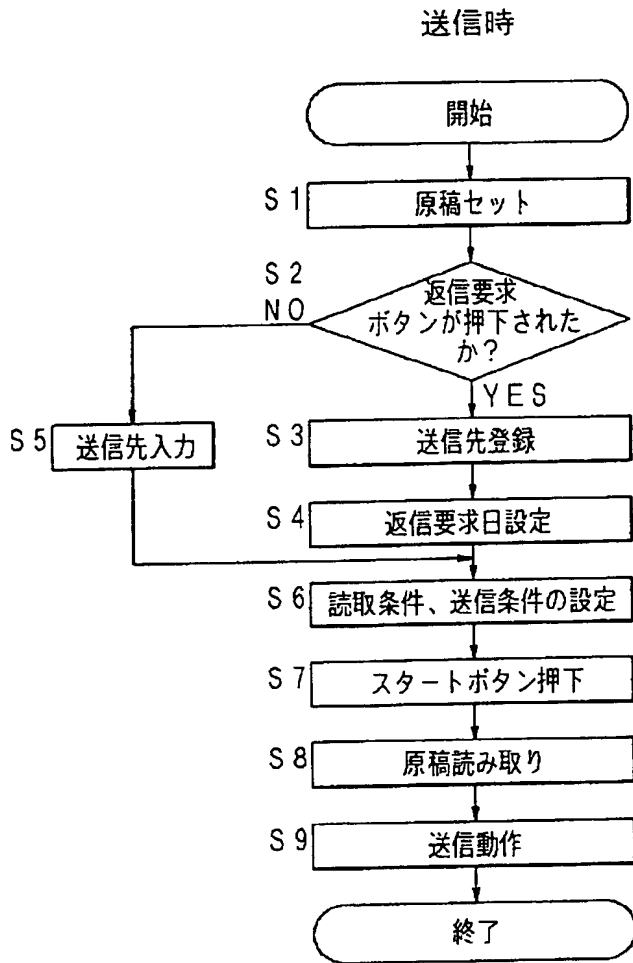 送信時
開始
S1
原稿セット
S2
返信要求
ボタンが押下された
か？
NO
YES
S5
送信先入力
S3
送信先登録
S4
返信要求日設定
S6
読取条件、送信条件の設定
S7
スタートボタン押下
S8
原稿読み取り
S9
送信動作
終了